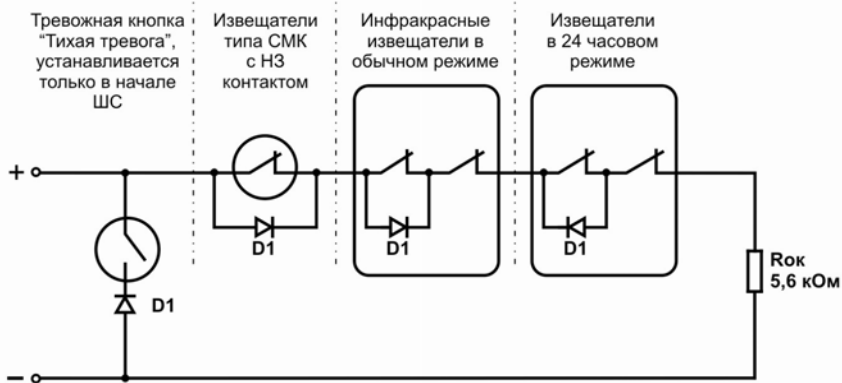 Тревожная кнопка
“Тихая тревога”,
устанавливается
только в начале
ШС
Извещатели
типа СМК
с НЗ
контактом
Инфракрасные
извещатели в
обычном режиме
Извещатели
в 24 часовом
режиме
+
D1
D1
D1
D1
Rок
5,6 кОм
−